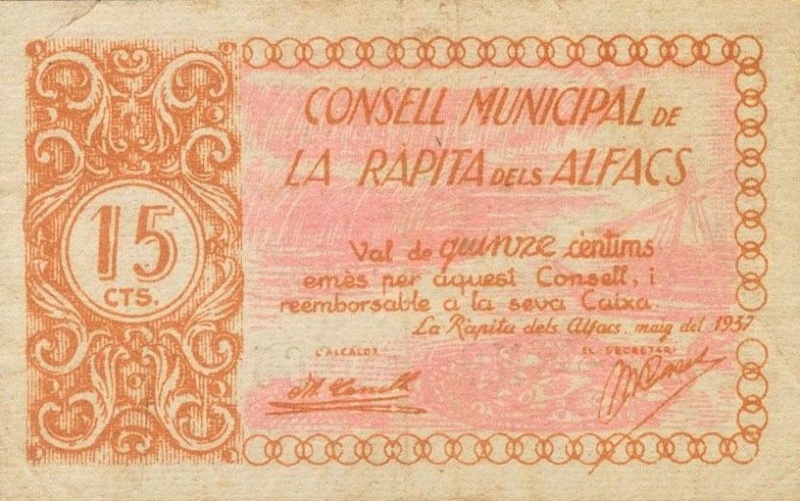 CONSELL MUNICIPAL DE
LA RÀPITA DELS ALFACS
15
CTS.
Val de quinze cèntims
emès per aquest Consell, i
reemborsable a la seva Caixa.
La Ràpita dels Alfacs, maig del 1937
L'ALCALDE
EL SECRETARI